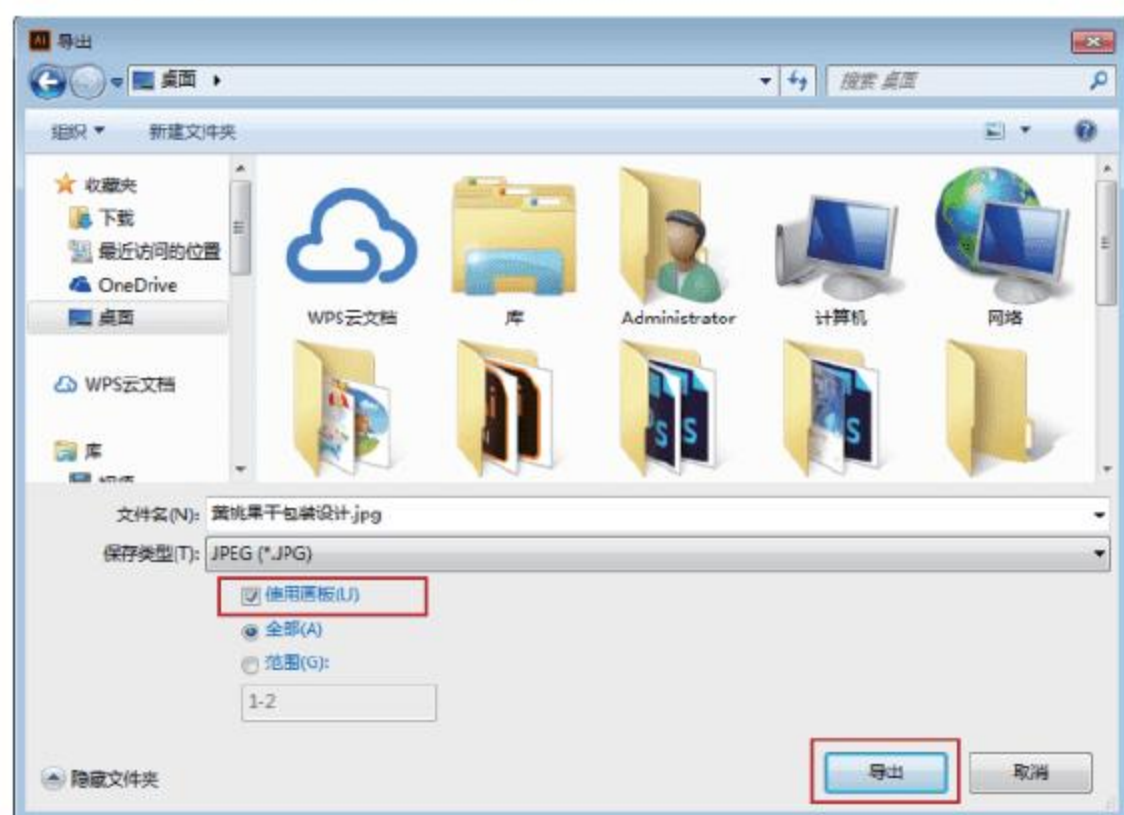 导出
桌面
搜索 桌面
组织
新建文件夹
收藏夹
下载
最近访问的位置
OneDrive
桌面
WPS云文档
库
WPS云文档
库
Administrator
计算机
网络
文件名(N):
黄桃果干包装设计.jpg
保存类型(T):
JPEG (*.JPG)
使用画板(U)
全部(A)
范围(G):
1-2
隐藏文件夹
导出
取消